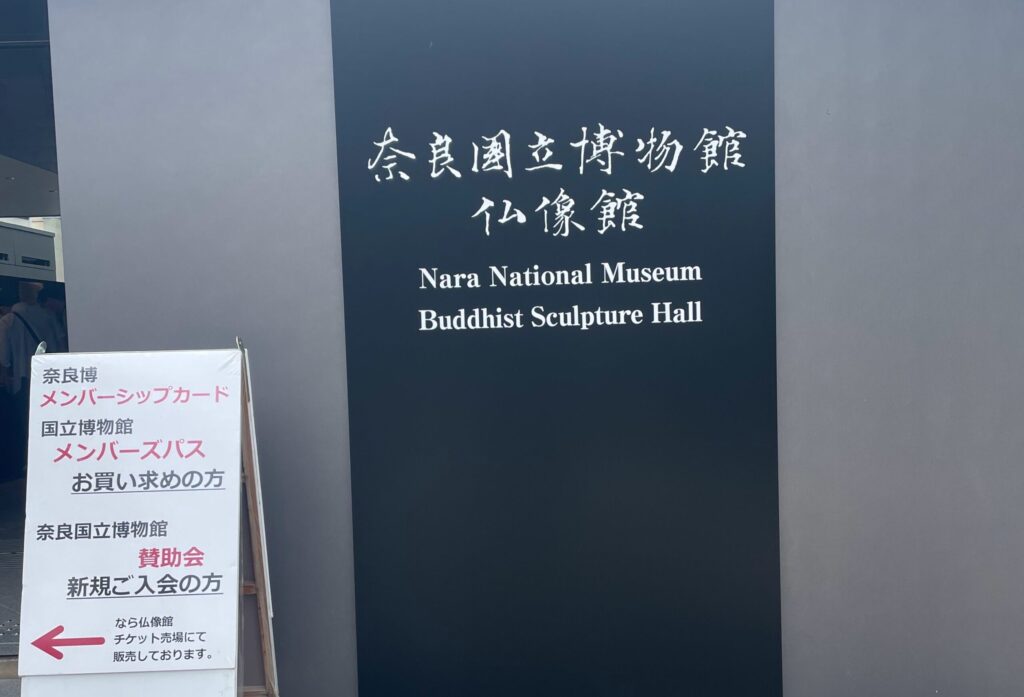 奈良國立博物館
仏像館
Nara National Museum
Buddhist Sculpture Hall
奈良博
メンバーシップカード
国立博物館
メンバーズパス
お買い求めの方
奈良国立博物館
賛助会
新規ご入会の方
なら仏像館
チケット売場にて
販売しております。